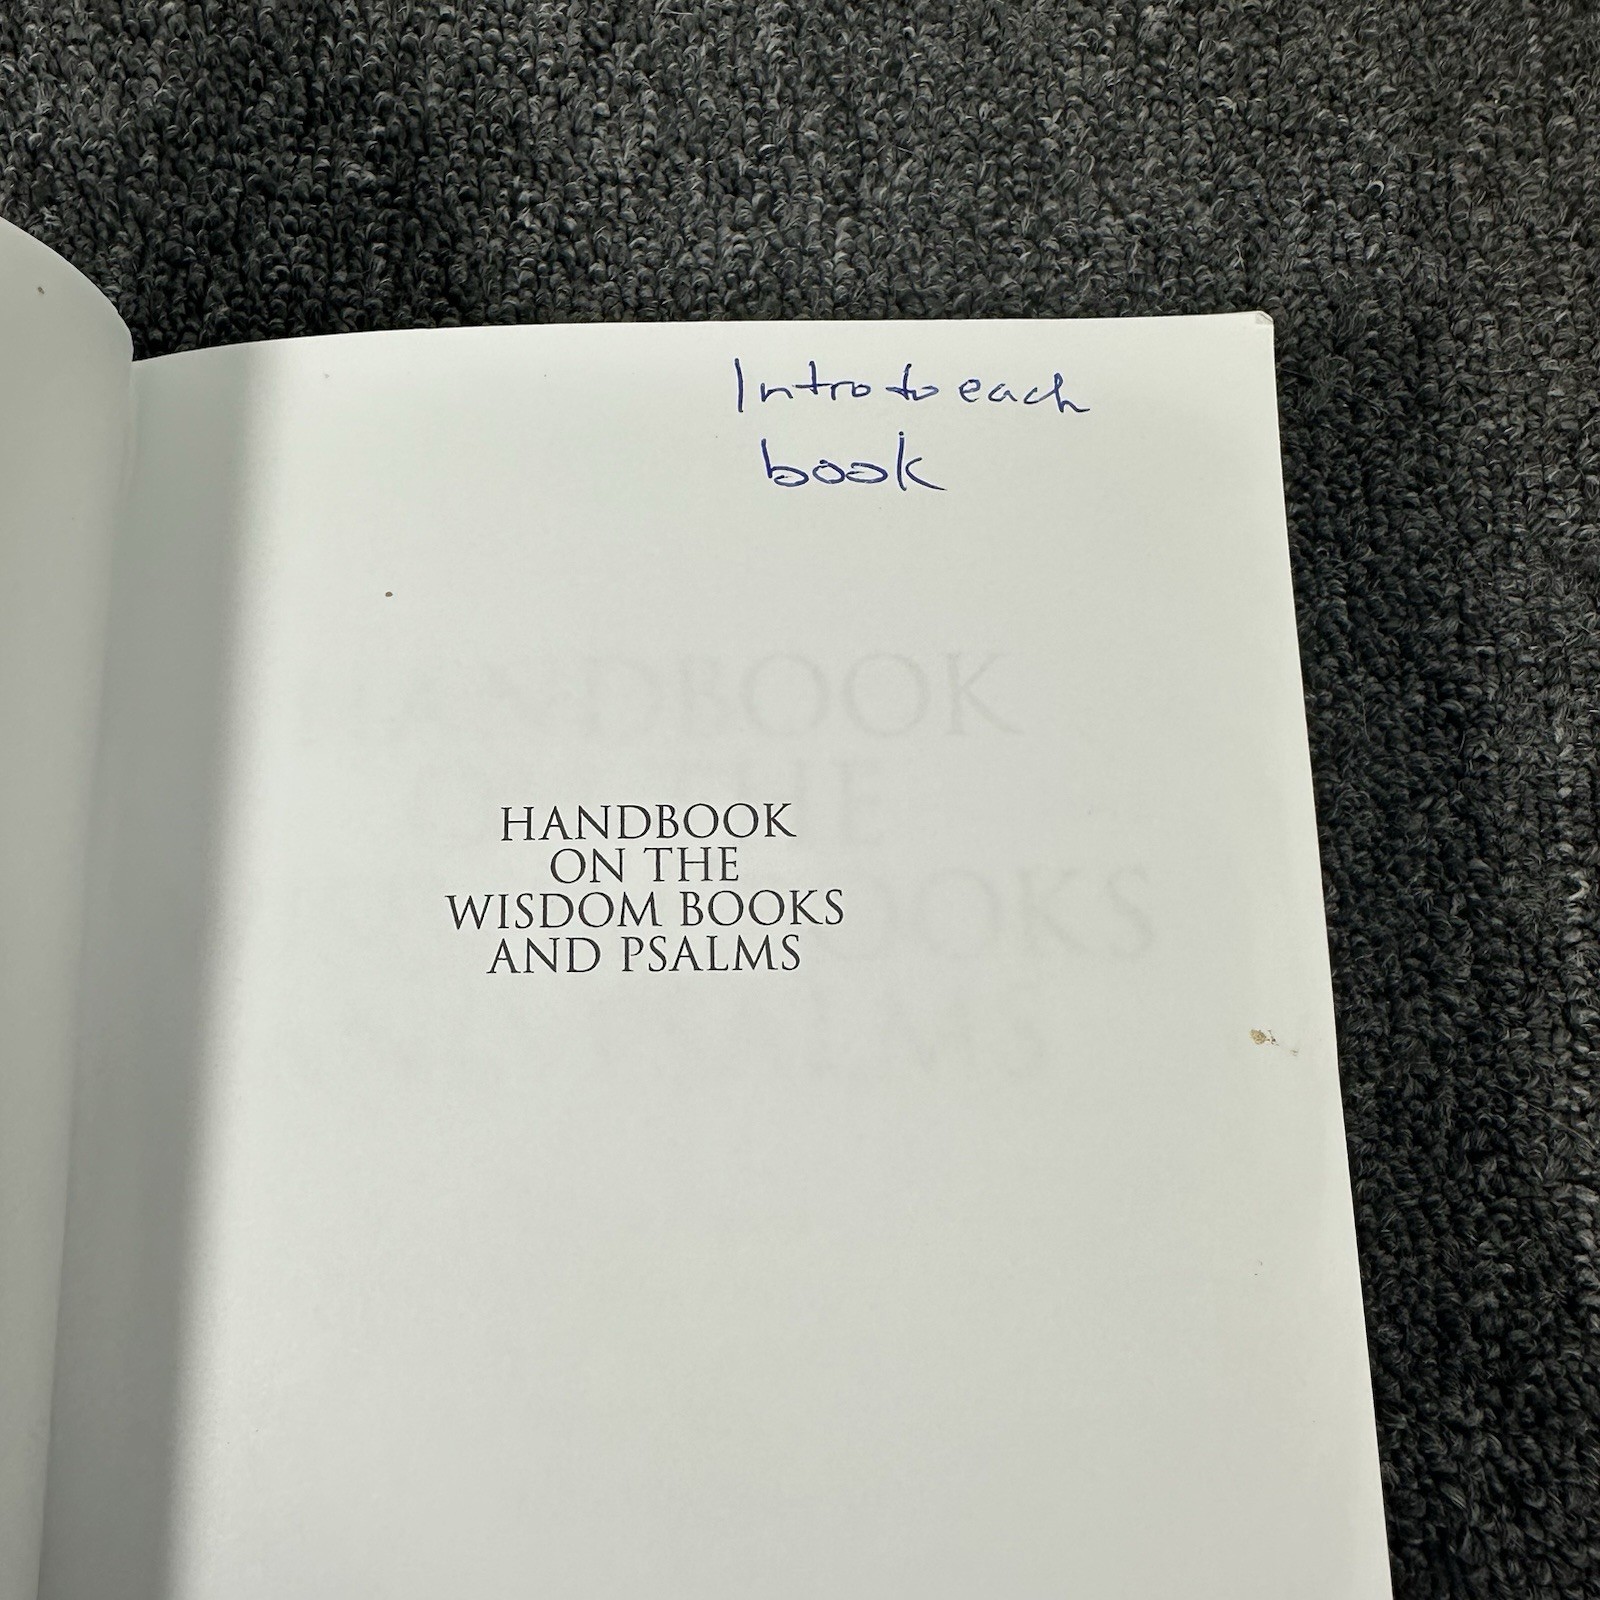 Intro to each
book
HANDBOOK
ON THE
WISDOM BOOKS
AND PSALMS